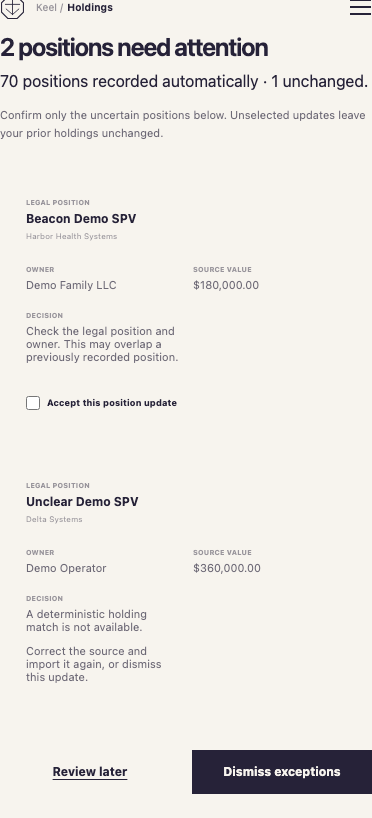 Keel / Holdings
2 positions need attention
70 positions recorded automatically · 1 unchanged.
Confirm only the uncertain positions below. Unselected updates leave
your prior holdings unchanged.
LEGAL POSITION
Beacon Demo SPV
Harbor Health Systems
OWNER
Demo Family LLC
SOURCE VALUE
$180,000.00
DECISION
Check the legal position and
owner. This may overlap a
previously recorded position.
Accept this position update
LEGAL POSITION
Unclear Demo SPV
Delta Systems
OWNER
Demo Operator
SOURCE VALUE
$360,000.00
DECISION
A deterministic holding
match is not available.
Correct the source and
import it again, or dismiss
this update.
Review later
Dismiss exceptions